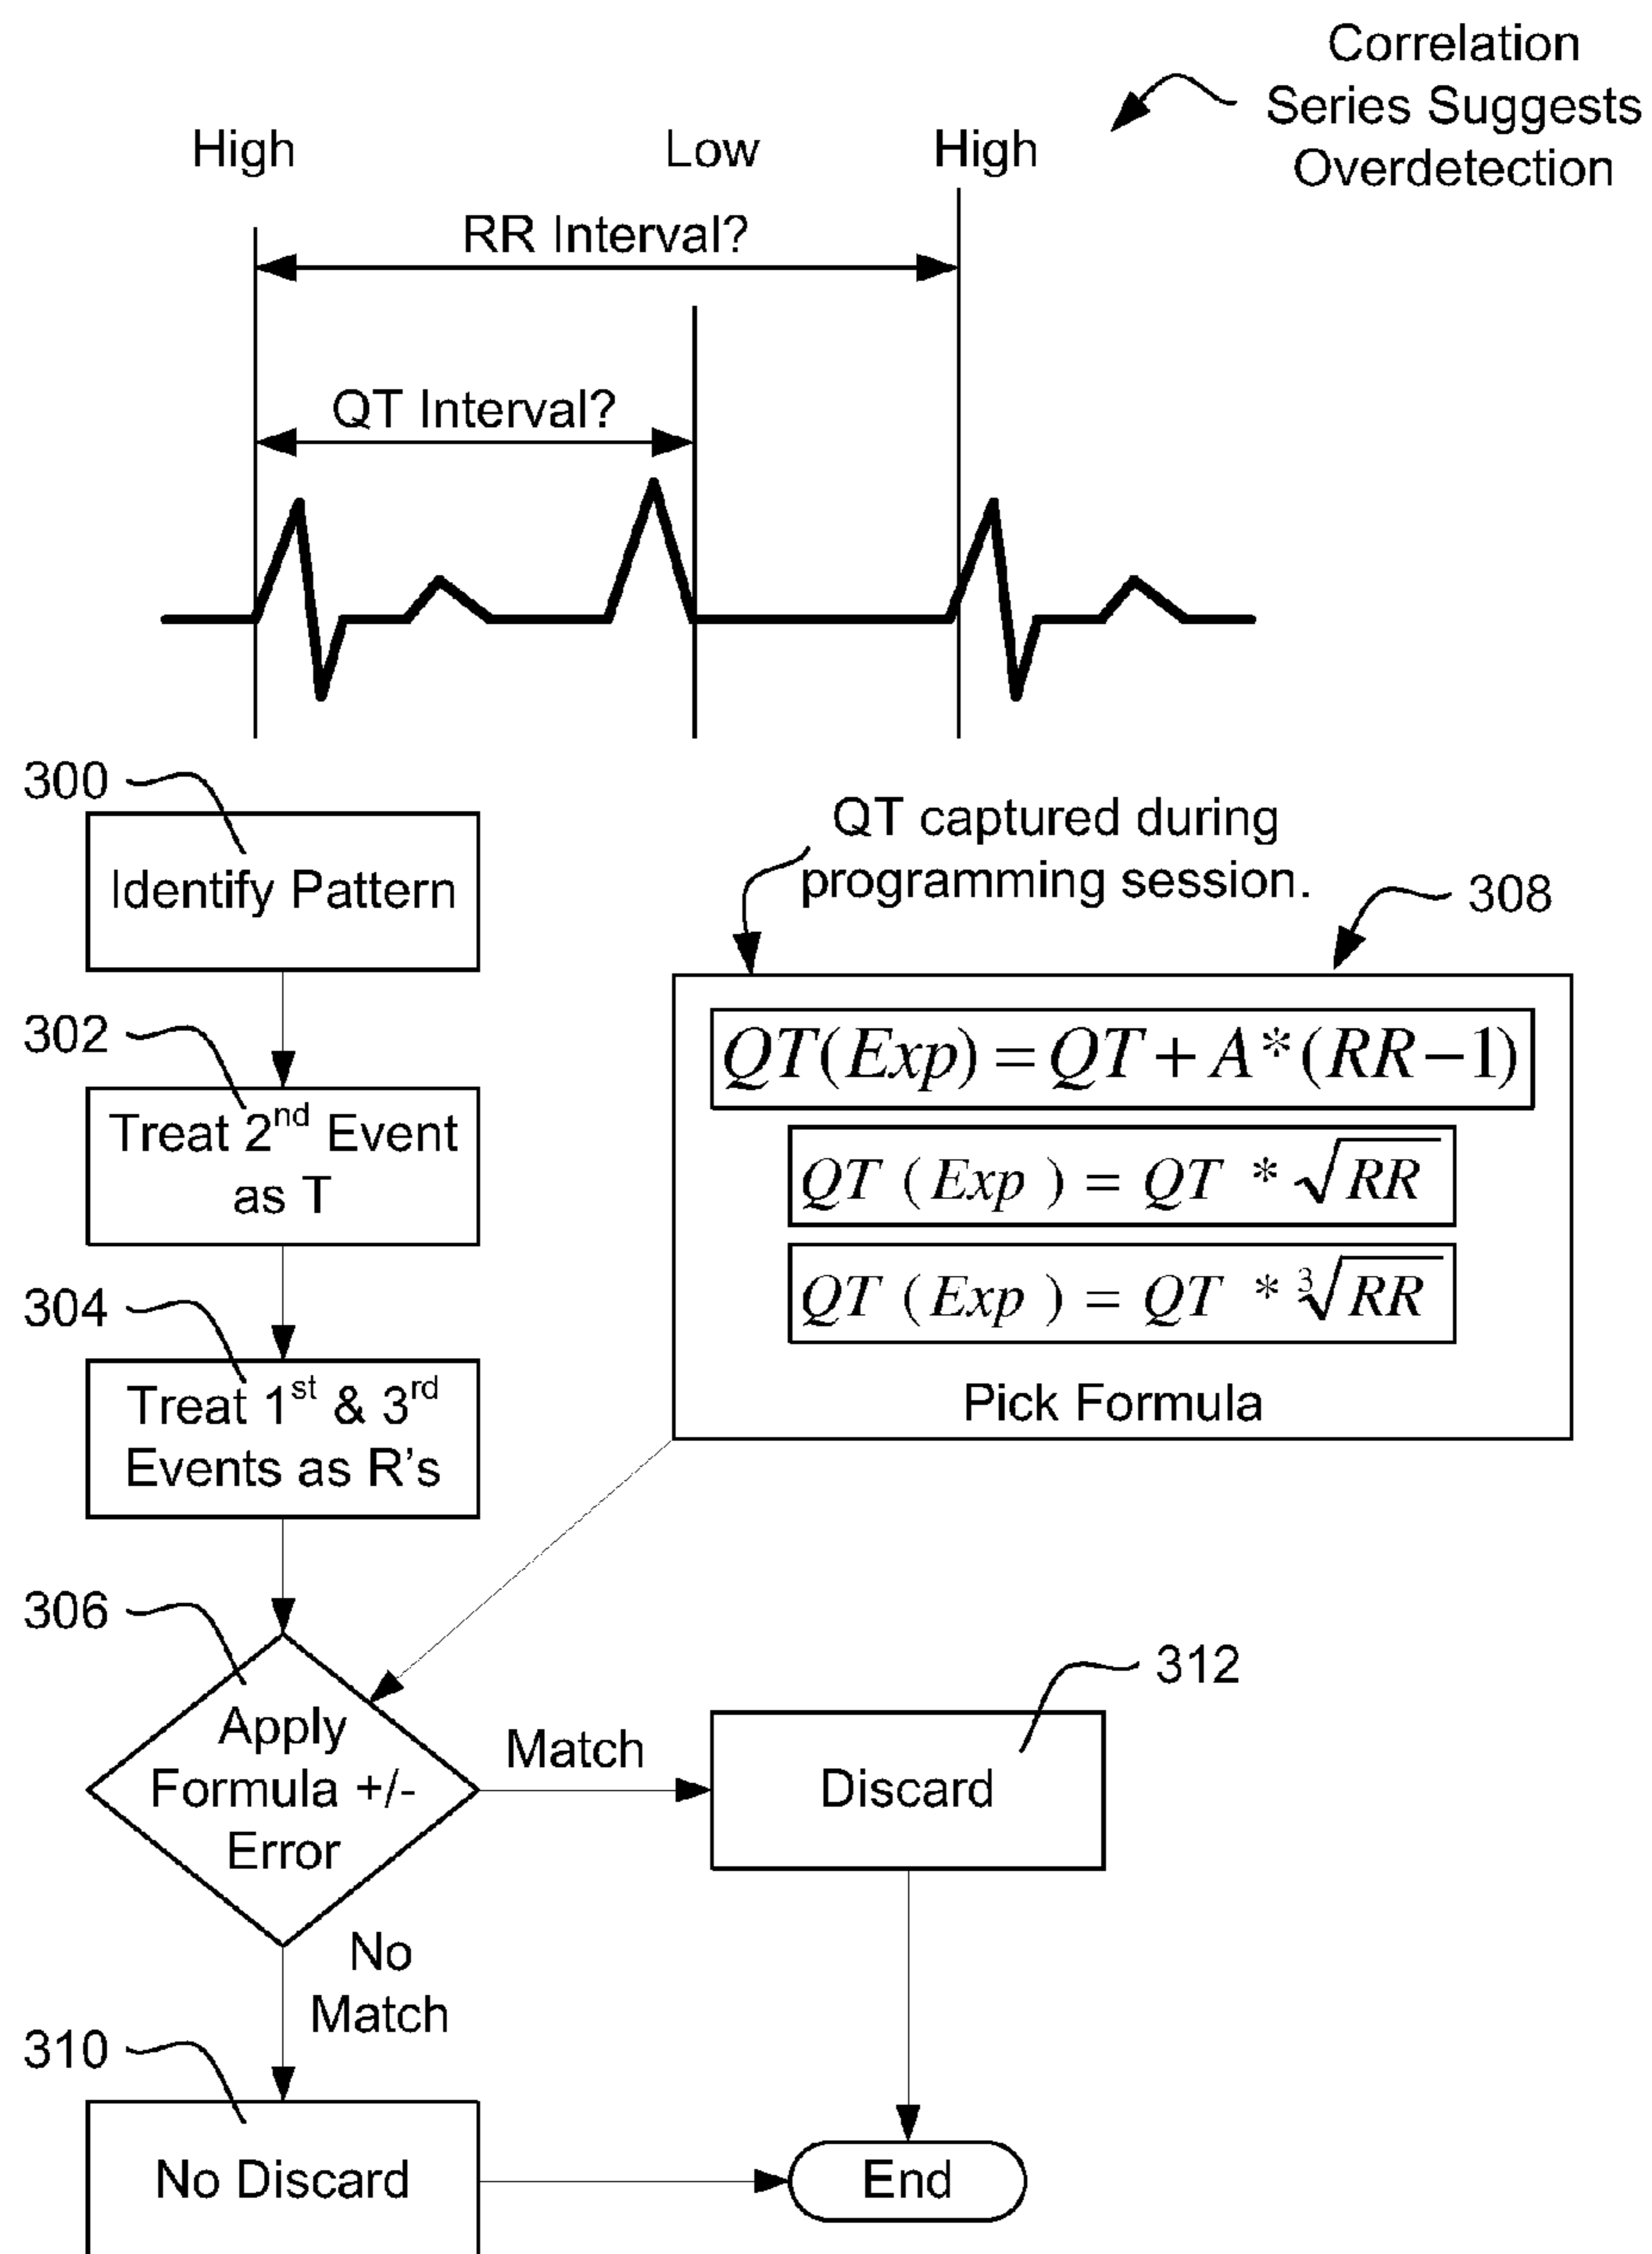 Correlation
Series Suggests
Overdetection
High Low High
RR Interval?
QT Interval?
300
Identify Pattern
QT captured during
programming session.
308
302
Treat 2nd Event
as T
QT(Exp) = QT + A*(RR-1)
QT (Exp ) = QT * √RR
QT (Exp ) = QT * ∛RR
Pick Formula
304
Treat 1st & 3rd
Events as R's
306
Apply
Formula +/-
Error
Match
312
Discard
No
Match
310
No Discard
End